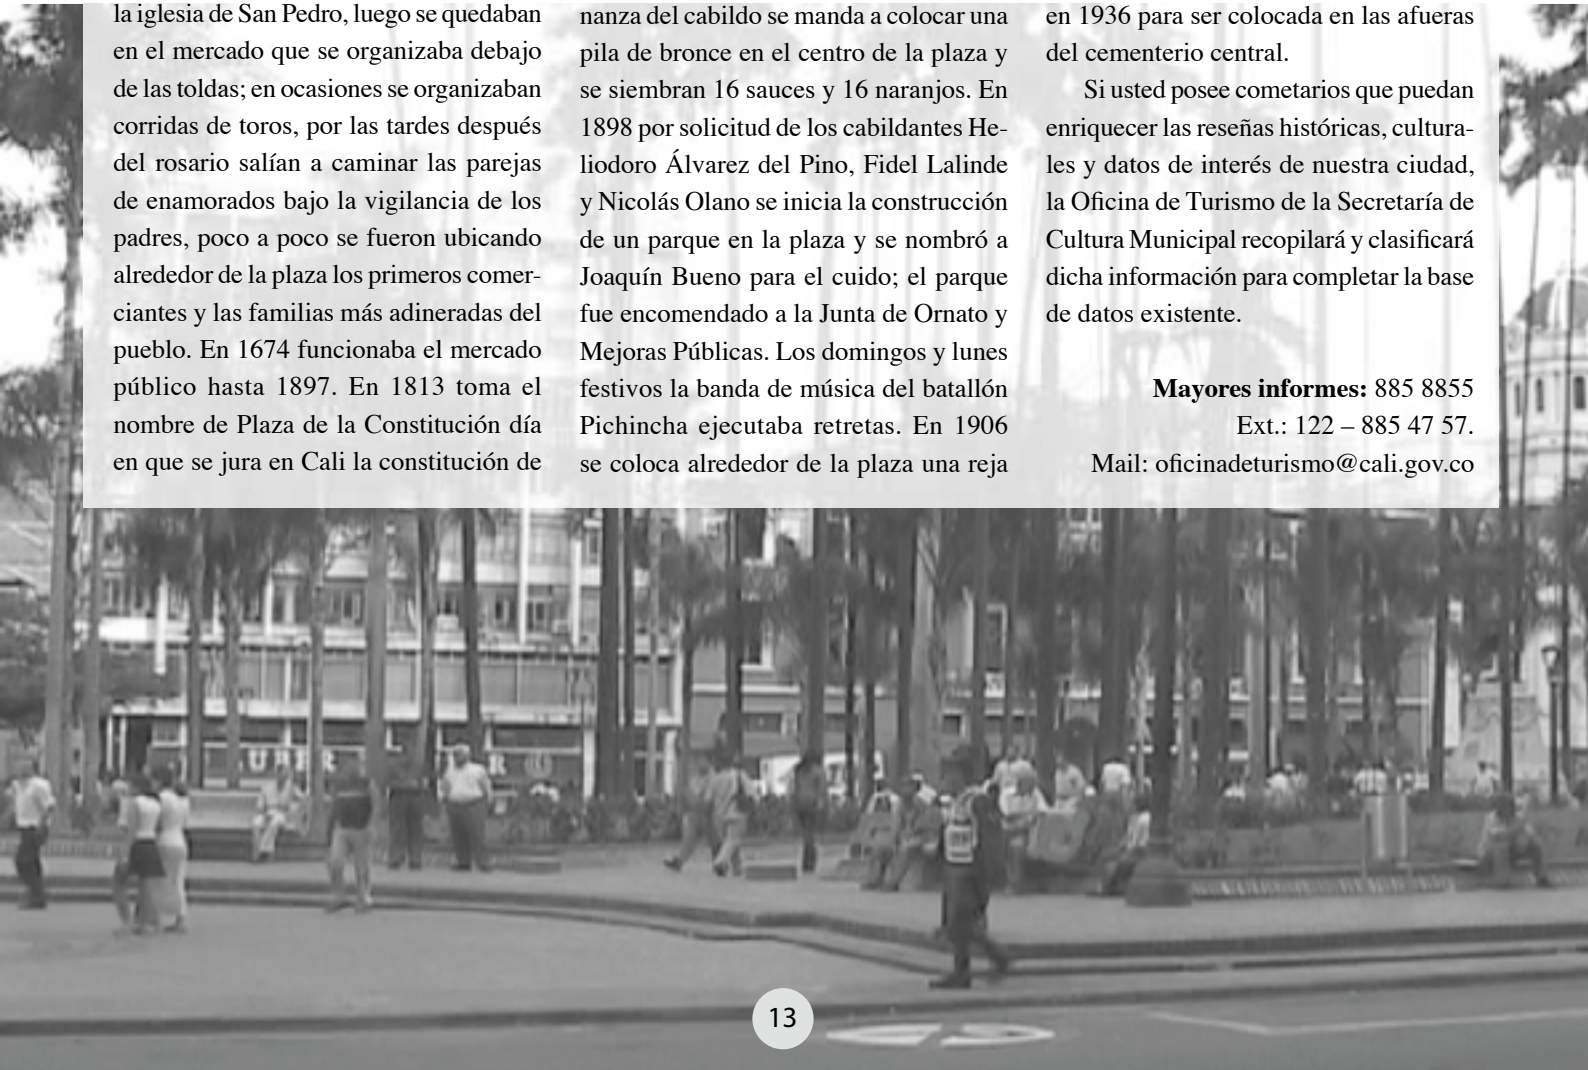 la iglesia de San Pedro, luego se quedaban
en el mercado que se organizaba debajo
de las toldas; en ocasiones se organizaban
corridas de toros, por las tardes después
del rosario salían a caminar las parejas
de enamorados bajo la vigilancia de los
padres, poco a poco se fueron ubicando
alrededor de la plaza los primeros comer-
ciantes y las familias más adineradas del
pueblo. En 1674 funcionaba el mercado
público hasta 1897. En 1813 toma el
nombre de Plaza de la Constitución día
en que se jura en Cali la constitución de
nanza del cabildo se manda a colocar una
pila de bronce en el centro de la plaza y
se siembran 16 sauces y 16 naranjos. En
1898 por solicitud de los cabildantes He-
liodoro Álvarez del Pino, Fidel Lalinde
y Nicolás Olano se inicia la construcción
de un parque en la plaza y se nombró a
Joaquín Bueno para el cuido; el parque
fue encomendado a la Junta de Ornato y
Mejoras Públicas. Los domingos y lunes
festivos la banda de música del batallón
Pichincha ejecutaba retretas. En 1906
se coloca alrededor de la plaza una reja
en 1936 para ser colocada en las afueras
del cementerio central.
Si usted posee cometarios que puedan
enriquecer las reseñas históricas, cultura-
les y datos de interés de nuestra ciudad,
la Oficina de Turismo de la Secretaría de
Cultura Municipal recopilará y clasificará
dicha información para completar la base
de datos existente.
Mayores informes: 885 8855
Ext.: 122 – 885 47 57.
Mail: oficinadeturismo@cali.gov.co
13